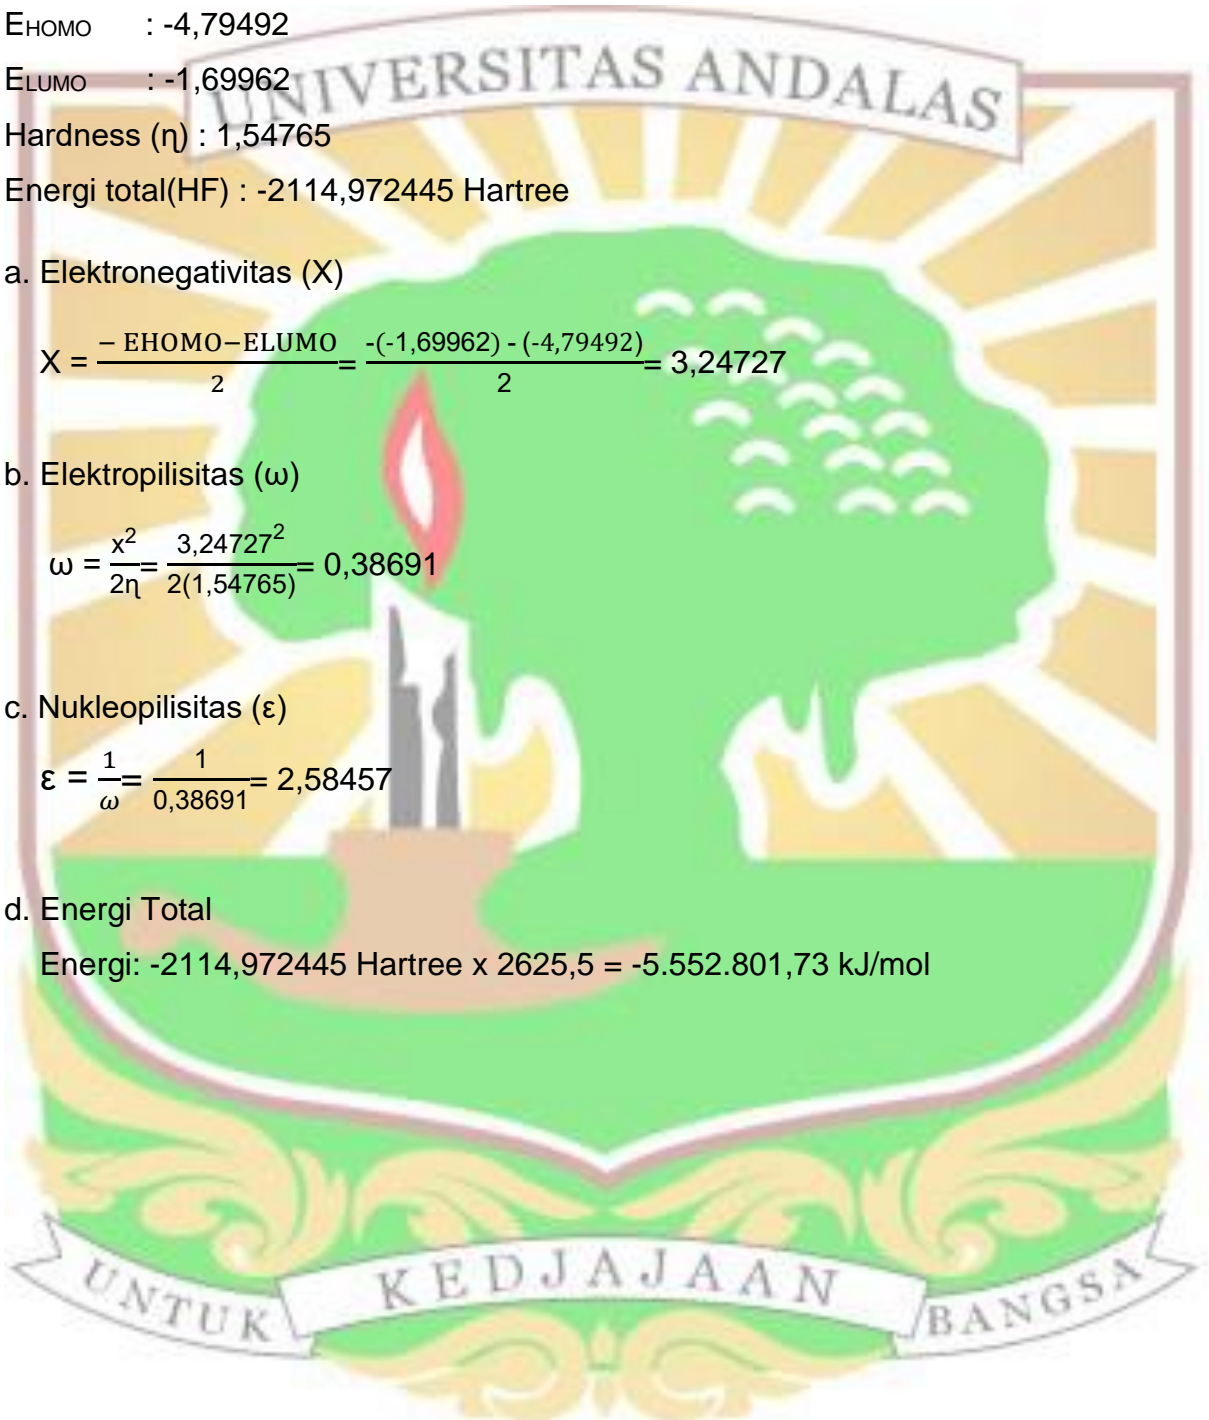 EHOMO : -4,79492
ELUMO : -1,69962
Hardness (η) : 1,54765
Energi total(HF) : -2114,972445 Hartree
a. Elektronegativitas (X)
X = − EHOMO−ELUMO / 2 = -(-1,69962) - (-4,79492) / 2 = 3,24727
b. Elektropilisitas (ω)
ω = x² / 2η = 3,24727² / 2(1,54765) = 0,38691
c. Nukleopilisitas (ε)
ε = 1 / ω = 1 / 0,38691 = 2,58457
d. Energi Total
Energi: -2114,972445 Hartree x 2625,5 = -5.552.801,73 kJ/mol
UNIVERSITAS ANDALAS
UNTUK KEDJAJAAN BANGSA